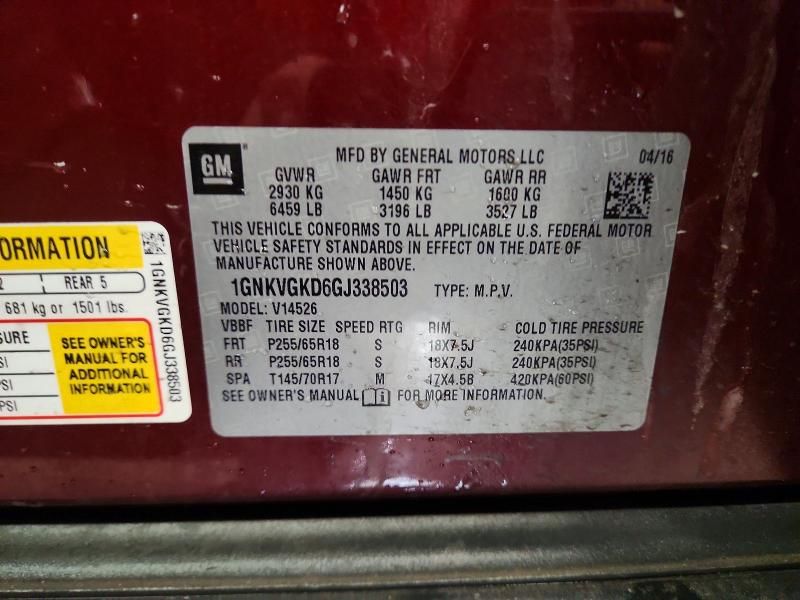 GM
MFD BY GENERAL MOTORS LLC 04/16
GVWR GAWR FRT GAWR RR
2930 KG 1450 KG 1600 KG
6459 LB 3196 LB 3527 LB
THIS VEHICLE CONFORMS TO ALL APPLICABLE U.S. FEDERAL MOTOR
VEHICLE SAFETY STANDARDS IN EFFECT ON THE DATE OF
MANUFACTURE SHOWN ABOVE.
1GNKVGKD6GJ338503 TYPE: M.P.V.
MODEL: V14526
VBBF TIRE SIZE SPEED RTG RIM COLD TIRE PRESSURE
FRT P255/65R18 S 18X7.5J 240KPA(35PSI)
RR P255/65R18 S 18X7.5J 240KPA(35PSI)
SPA T145/70R17 M 17X4.5B 420KPA(60PSI)
SEE OWNER'S MANUAL FOR MORE INFORMATION.
ORMATION
REAR 5
681 kg or 1501 lbs.
SURE
SI
SI
PSI
SEE OWNER'S
MANUAL FOR
ADDITIONAL
INFORMATION
1GNKVGKD6GJ338503